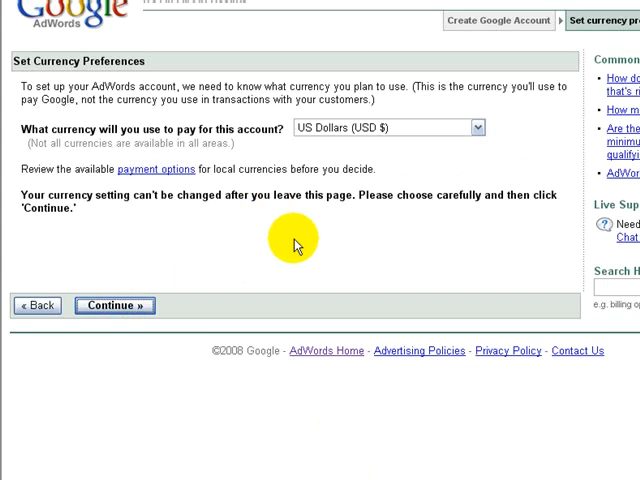 Google
AdWords
Create Google Account
Set currency pre
Set Currency Preferences
To set up your AdWords account, we need to know what currency you plan to use. (This is the currency you'll use to
pay Google, not the currency you use in transactions with your customers.)
What currency will you use to pay for this account?
US Dollars (USD $)
(Not all currencies are available in all areas.)
Review the available payment options for local currencies before you decide.
Your currency setting can't be changed after you leave this page. Please choose carefully and then click
'Continue.'
« Back
Continue »
©2008 Google - AdWords Home - Advertising Policies - Privacy Policy - Contact Us
Common
How do
that's ri
How m
Are the
minimu
qualifyi
AdWor
Live Sup
Need
Chat
Search H
e.g. billing op